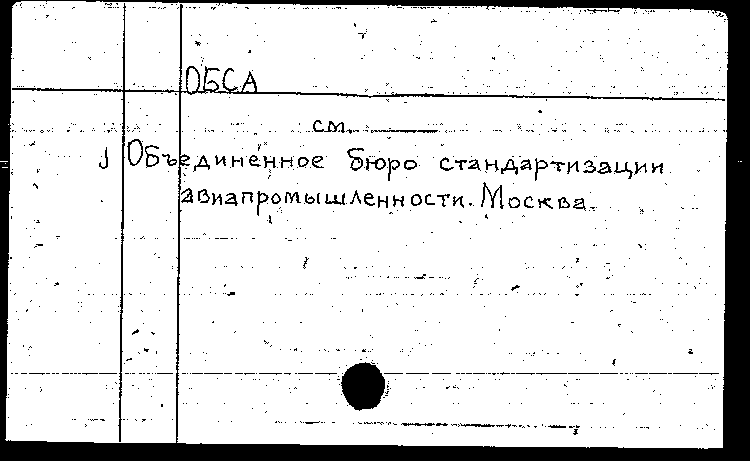 ОБСА
см.
Объединенное бюро стандартизации
авиапромышленности. Москва.